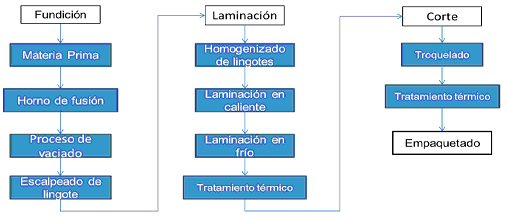 Fundición
Materia Prima
Horno de fusión
Proceso de
vaciado
Escalpeado de
lingote
Laminación
Homogenizado
de lingotes
Laminación en
caliente
Laminación en
frío
Tratamiento térmico
Corte
Troquelado
Tratamiento térmico
Empaquetado